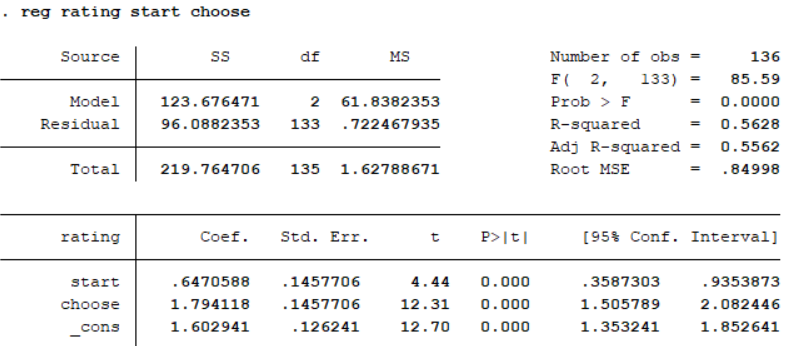 . reg rating start choose
Source | SS df MS Number of obs = 136
F( 2, 133) = 85.59
Model | 123.676471 2 61.8382353 Prob > F = 0.0000
Residual | 96.0882353 133 .722467935 R-squared = 0.5628
Adj R-squared = 0.5562
Total | 219.764706 135 1.62788671 Root MSE = .84998
rating | Coef. Std. Err. t P>|t| [95% Conf. Interval]
start | .6470588 .1457706 4.44 0.000 .3587303 .9353873
choose | 1.794118 .1457706 12.31 0.000 1.505789 2.082446
_cons | 1.602941 .126241 12.70 0.000 1.353241 1.852641